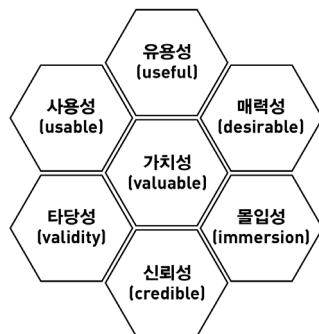 유용성
(useful)
사용성
(usable)
매력성
(desirable)
가치성
(valuable)
타당성
(validity)
몰입성
(immersion)
신뢰성
(credible)